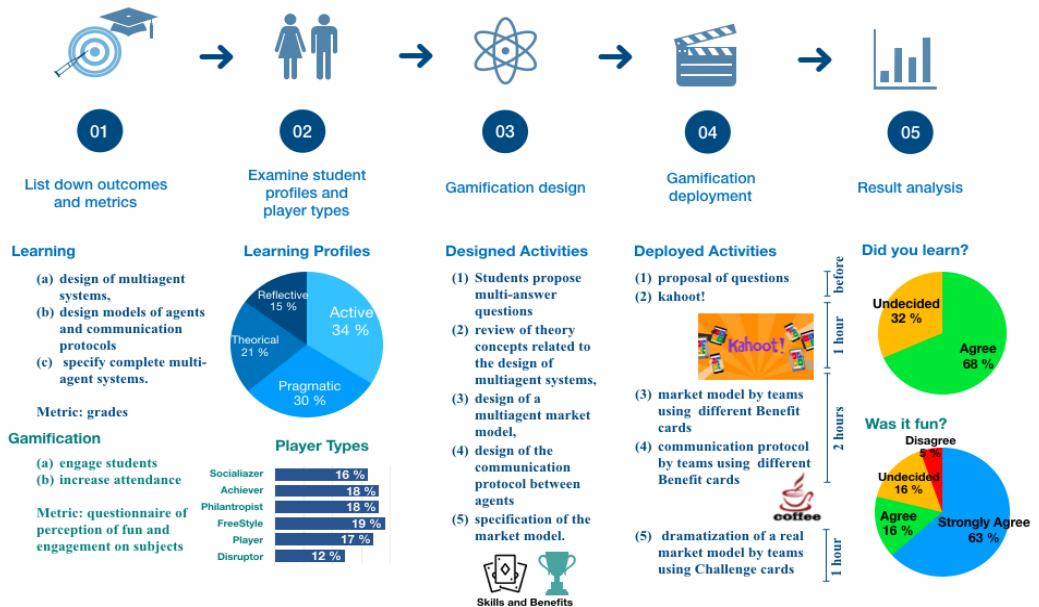 01
02
03
04
05
List down outcomes
and metrics
Examine student
profiles and
player types
Gamification design
Gamification
deployment
Result analysis
Learning
(a) design of multiagent
systems,
(b) design models of agents
and communication
protocols
(c) specify complete multi-
agent systems.
Metric: grades
Gamification
(a) engage students
(b) increase attendance
Metric: questionnaire of
perception of fun and
engagement on subjects
Learning Profiles
Reflective
15 %
Active
34 %
Theorical
21 %
Pragmatic
30 %
Player Types
Socialiazer 16 %
Achiever 18 %
Philantropist 18 %
FreeStyle 19 %
Player 17 %
Disruptor 12 %
Designed Activities
(1) Students propose
multi-answer
questions
(2) review of theory
concepts related to
the design of
multiagent systems,
(3) design of a
multiagent market
model,
(4) design of the
communication
protocol between
agents
(5) specification of the
market model.
Skills and Benefits
Deployed Activities
(1) proposal of questions
(2) kahoot!
Kahoot!
(3) market model by teams
using different Benefit
cards
(4) communication protocol
by teams using different
Benefit cards
coffee
(5) dramatization of a real
market model by teams
using Challenge cards
before
1 hour
2 hours
1 hour
Did you learn?
Undecided
32 %
Agree
68 %
Was it fun?
Disagree
5 %
Undecided
16 %
Agree
16 %
Strongly Agree
63 %